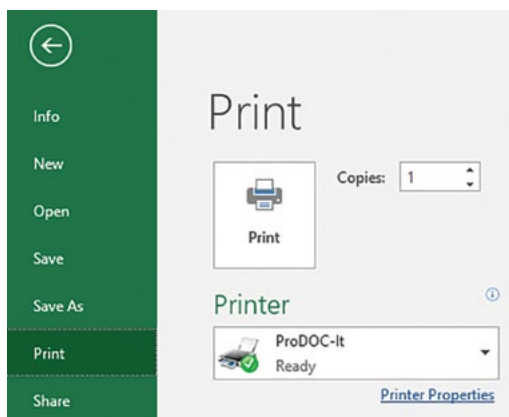 Info
New
Open
Save
Save As
Print
Share
Print
Copies: 1
Print
Printer
ProDOC-It
Ready
Printer Properties